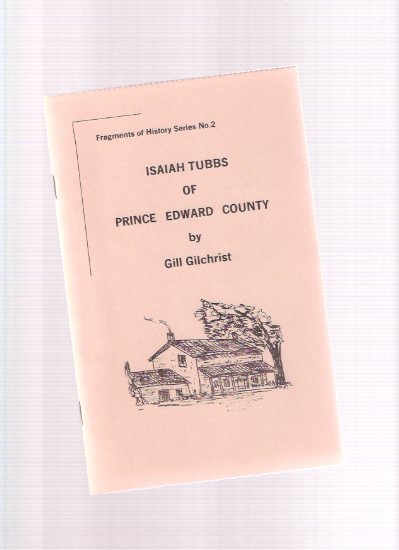 Fragments of History Series No.2
ISAIAH TUBBS
OF
PRINCE EDWARD COUNTY
by
Gill Gilchrist